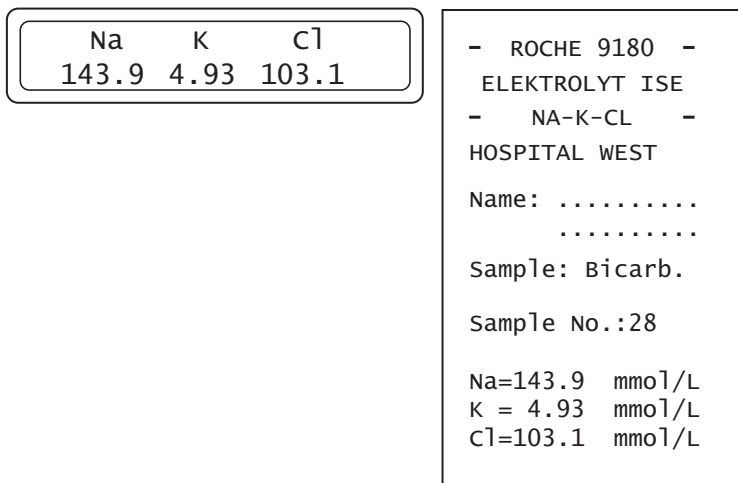 Na K Cl
143.9 4.93 103.1
- ROCHE 9180 -
ELEKTROLYT ISE
- NA-K-CL -
HOSPITAL WEST
Name: ..........
..........
Sample: Bicarb.
Sample No.:28
Na=143.9 mmol/L
K = 4.93 mmol/L
Cl=103.1 mmol/L